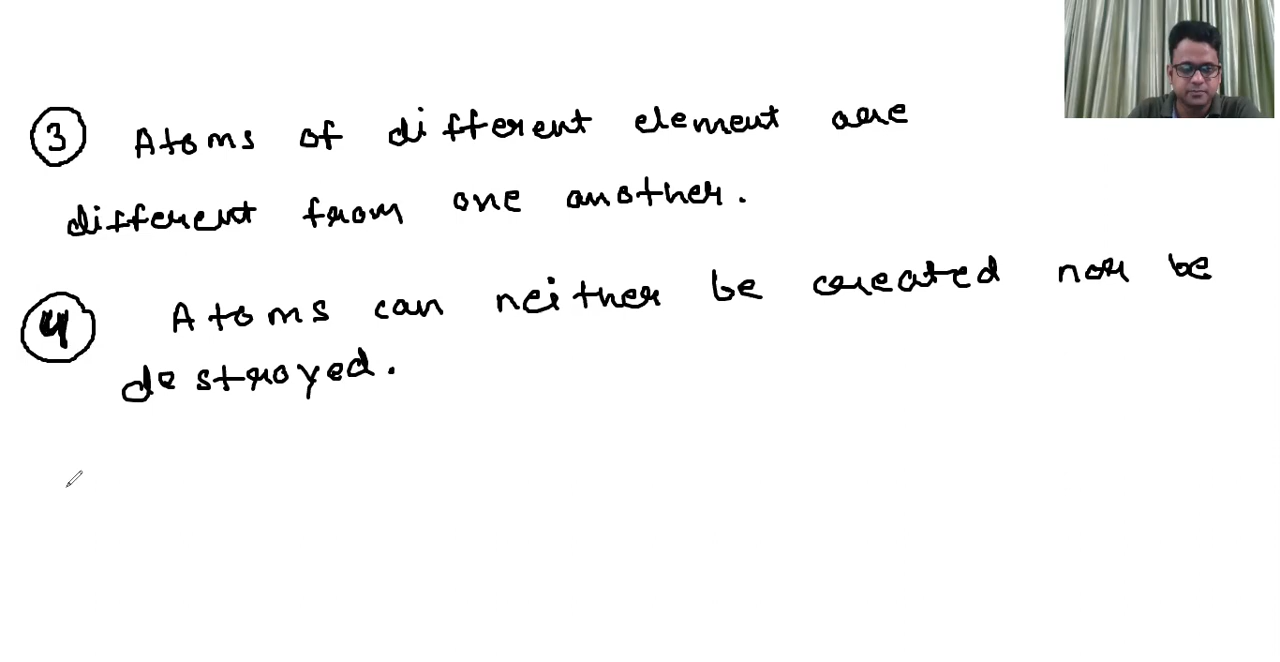 3 Atoms of different element are
different from one another.
4 Atoms can neither be created nor be
destroyed.